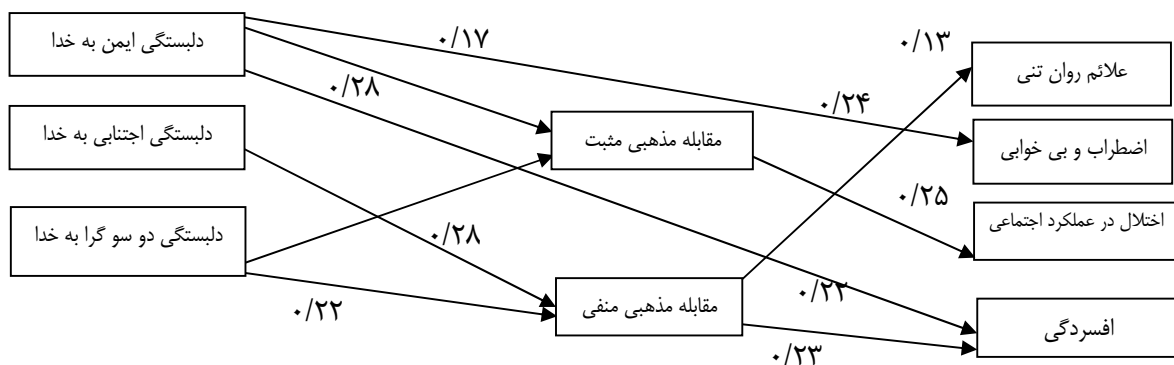 دلبستگی ایمن به خدا
دلبستگی اجتنابی به خدا
دلبستگی دو سو گرا به خدا
۰/۱۷
۰/۲۸
۰/۲۸
۰/۲۲
مقابله مذهبی مثبت
مقابله مذهبی منفی
۰/۱۳
۰/۲۴
۰/۲۵
۰/۲۲
۰/۲۳
علائم روان تنی
اضطراب و بی خوابی
اختلال در عملکرد اجتماعی
افسردگی